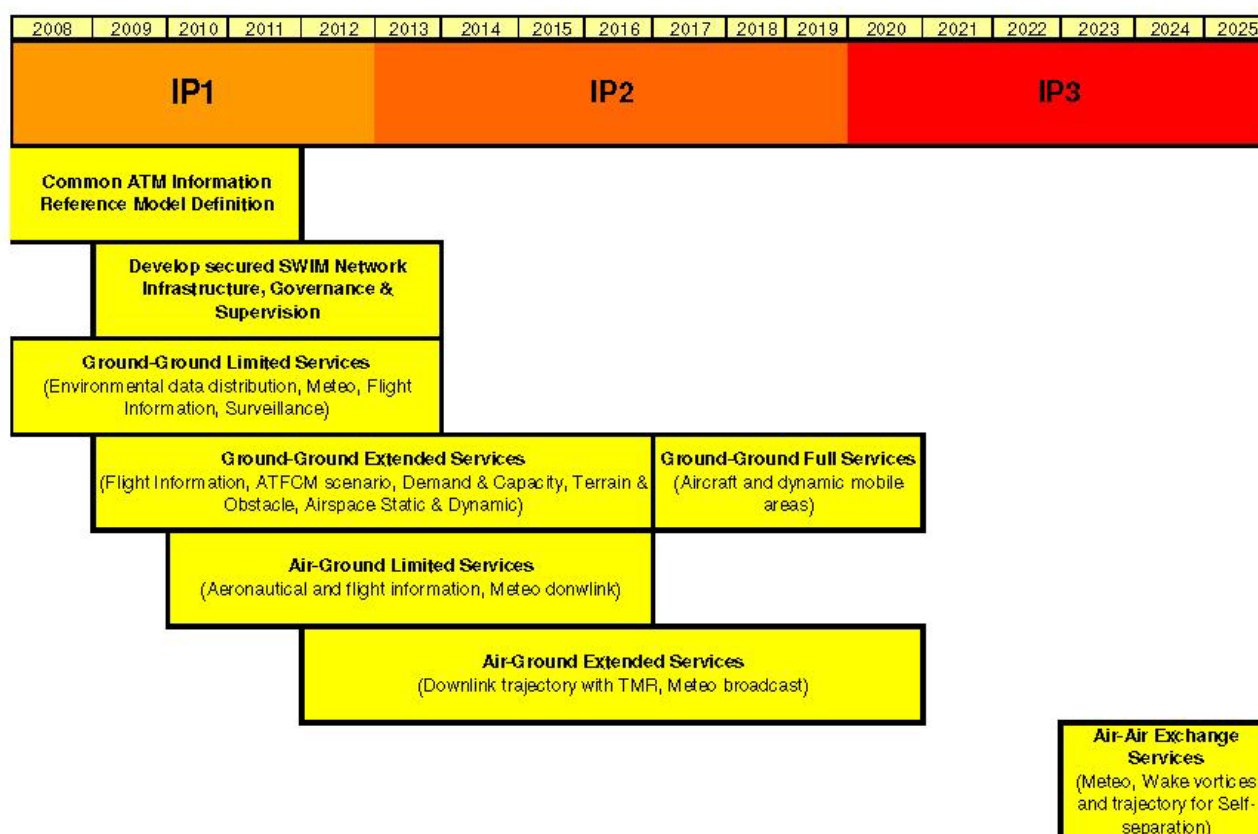 2008 2009 2010 2011 2012 2013 2014 2015 2016 2017 2018 2019 2020 2021 2022 2023 2024 2025
IP1 IP2 IP3
Common ATM Information
Reference Model Definition
Develop secured SWIM Network
Infrastructure, Governance &
Supervision
Ground-Ground Limited Services
(Environmental data distribution, Meteo, Flight
Information, Surveillance)
Ground-Ground Extended Services
(Flight Information, ATFCM scenario, Demand & Capacity, Terrain &
Obstacle, Airspace Static & Dynamic)
Ground-Ground Full Services
(Aircraft and dynamic mobile
areas)
Air-Ground Limited Services
(Aeronautical and flight information, Meteo donwlink)
Air-Ground Extended Services
(Downlink trajectory with TMR, Meteo broadcast)
Air-Air Exchange
Services
(Meteo, Wake vortices
and trajectory for Self-
separation)